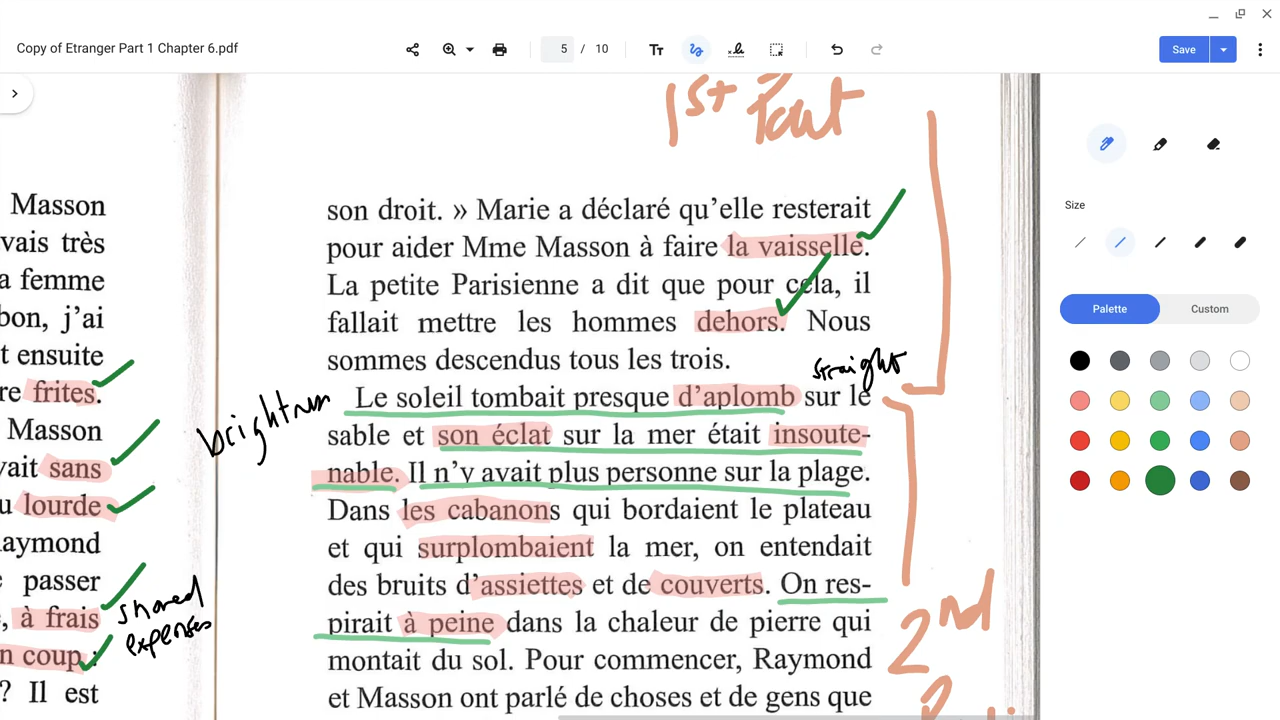 Copy of Etranger Part 1 Chapter 6.pdf
5 / 10
Tт
Save
1st Part
Size
Palette
Custom
Masson
vais très
a femme
bon, j'ai
t ensuite
re frites.
Masson
vait sans
u lourde
aymond
passer
, à frais
shared
expenses
n coup :
? Il est
son droit. » Marie a déclaré qu'elle resterait
pour aider Mme Masson à faire la vaisselle.
La petite Parisienne a dit que pour cela, il
fallait mettre les hommes dehors. Nous
sommes descendus tous les trois.
straight
brightness
Le soleil tombait presque d'aplomb sur le
sable et son éclat sur la mer était insoute-
nable. Il n'y avait plus personne sur la plage.
Dans les cabanons qui bordaient le plateau
et qui surplombaient la mer, on entendait
des bruits d'assiettes et de couverts. On res-
pirait à peine dans la chaleur de pierre qui
montait du sol. Pour commencer, Raymond
et Masson ont parlé de choses et de gens que
2nd